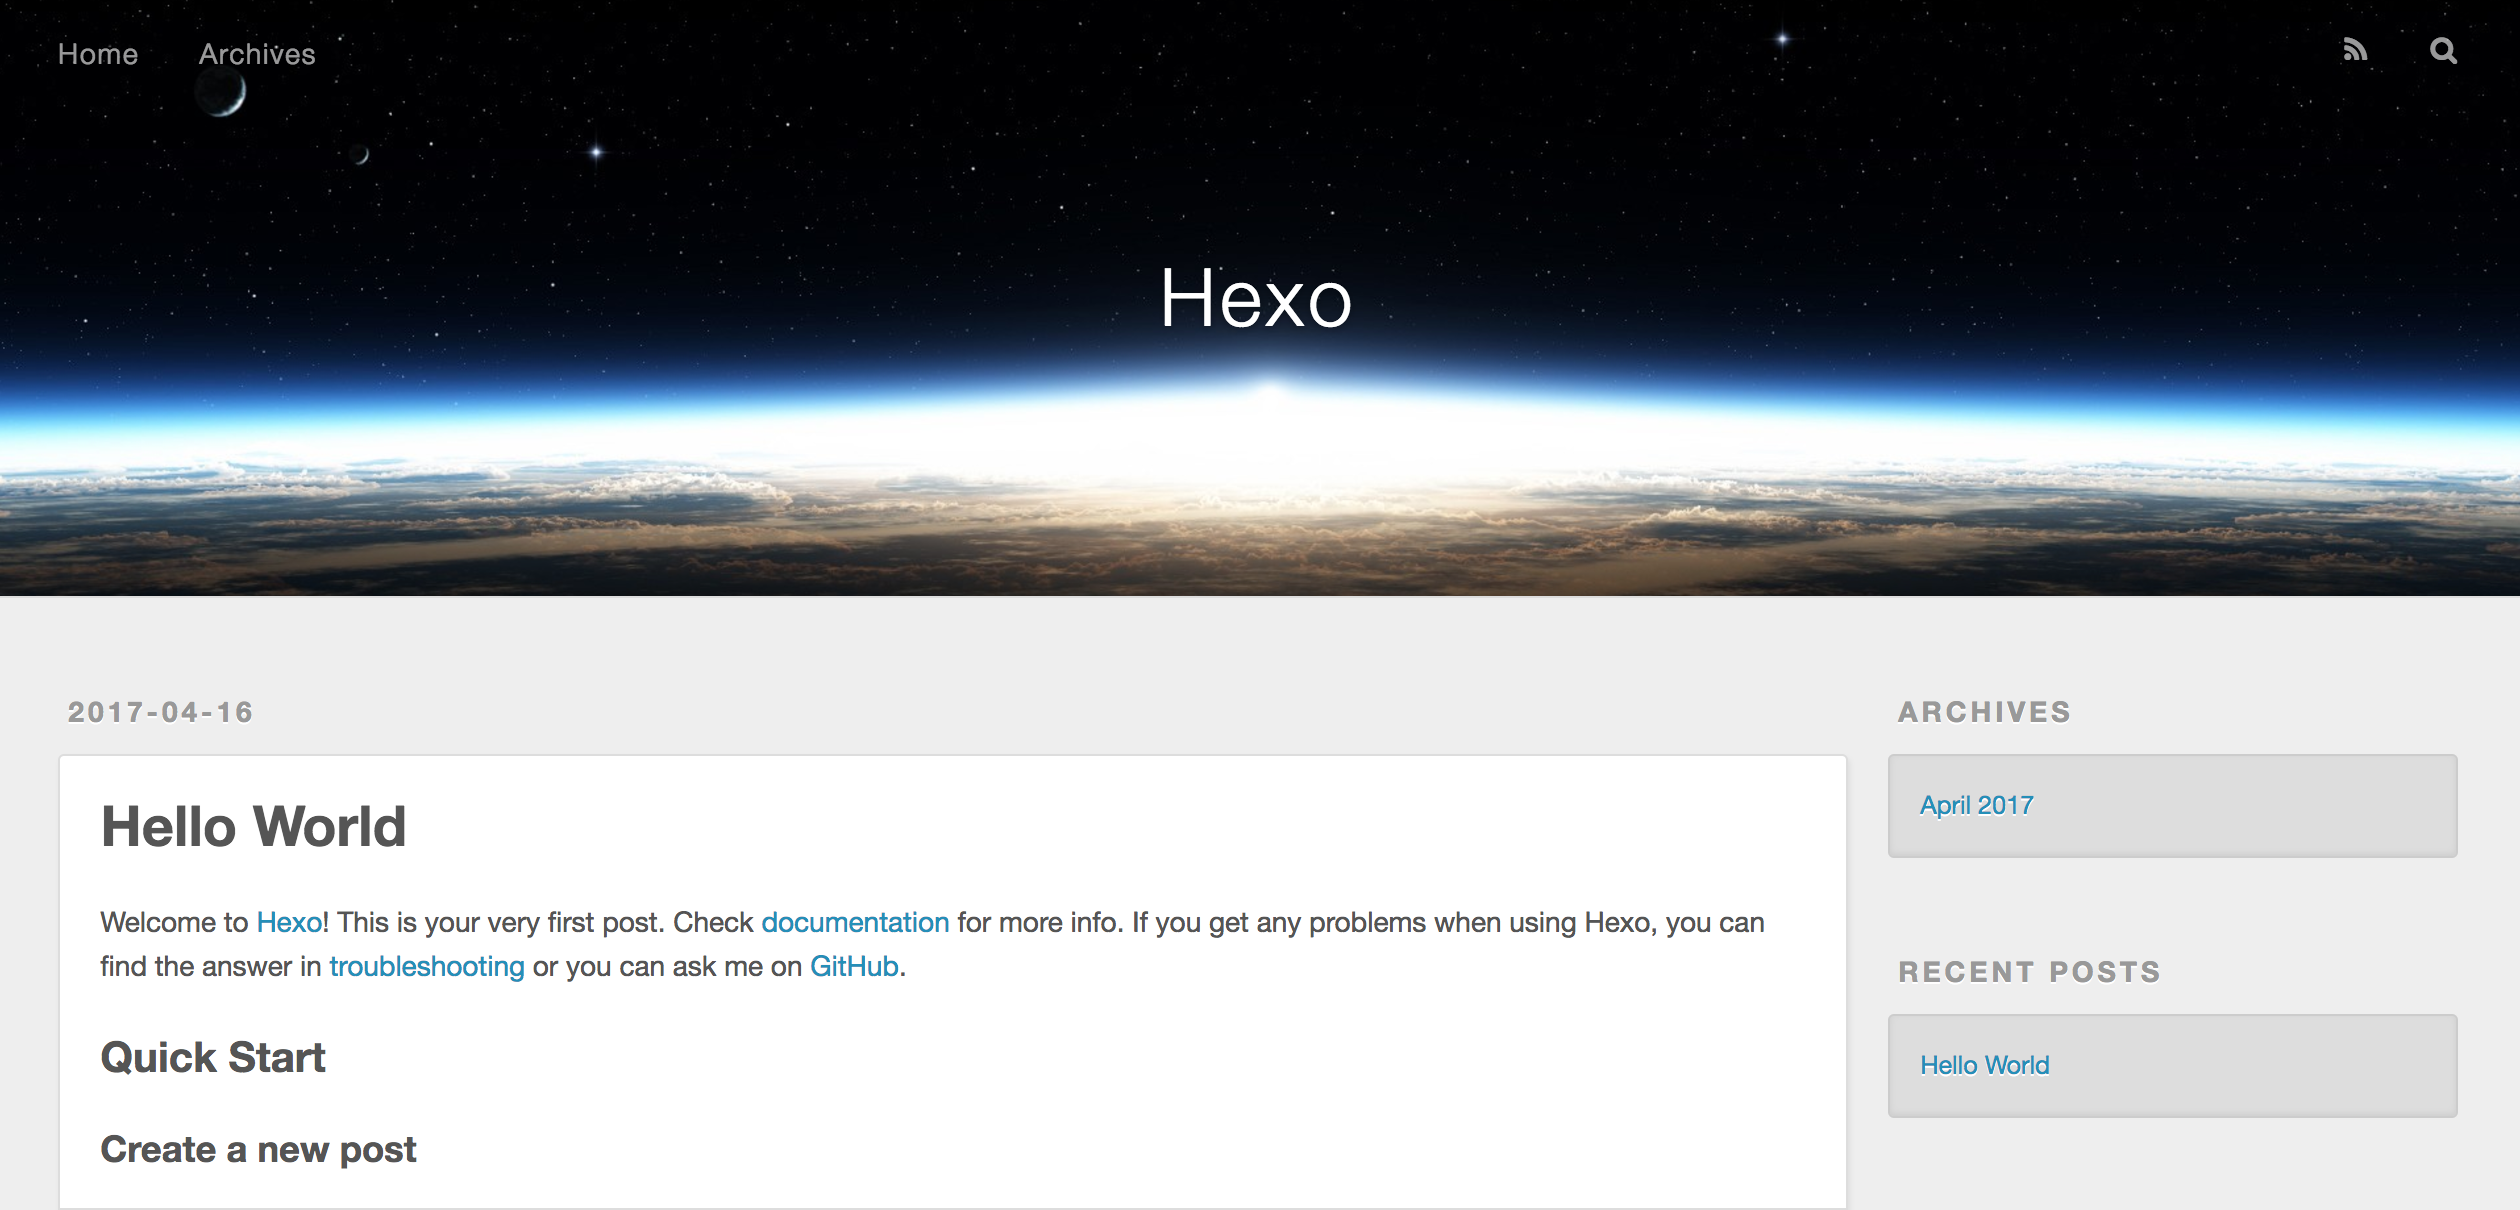 Home Archives
Hexo
2017-04-16
Hello World
Welcome to Hexo! This is your very first post. Check documentation for more info. If you get any problems when using Hexo, you can
find the answer in troubleshooting or you can ask me on GitHub.
Quick Start
Create a new post
ARCHIVES
April 2017
RECENT POSTS
Hello World